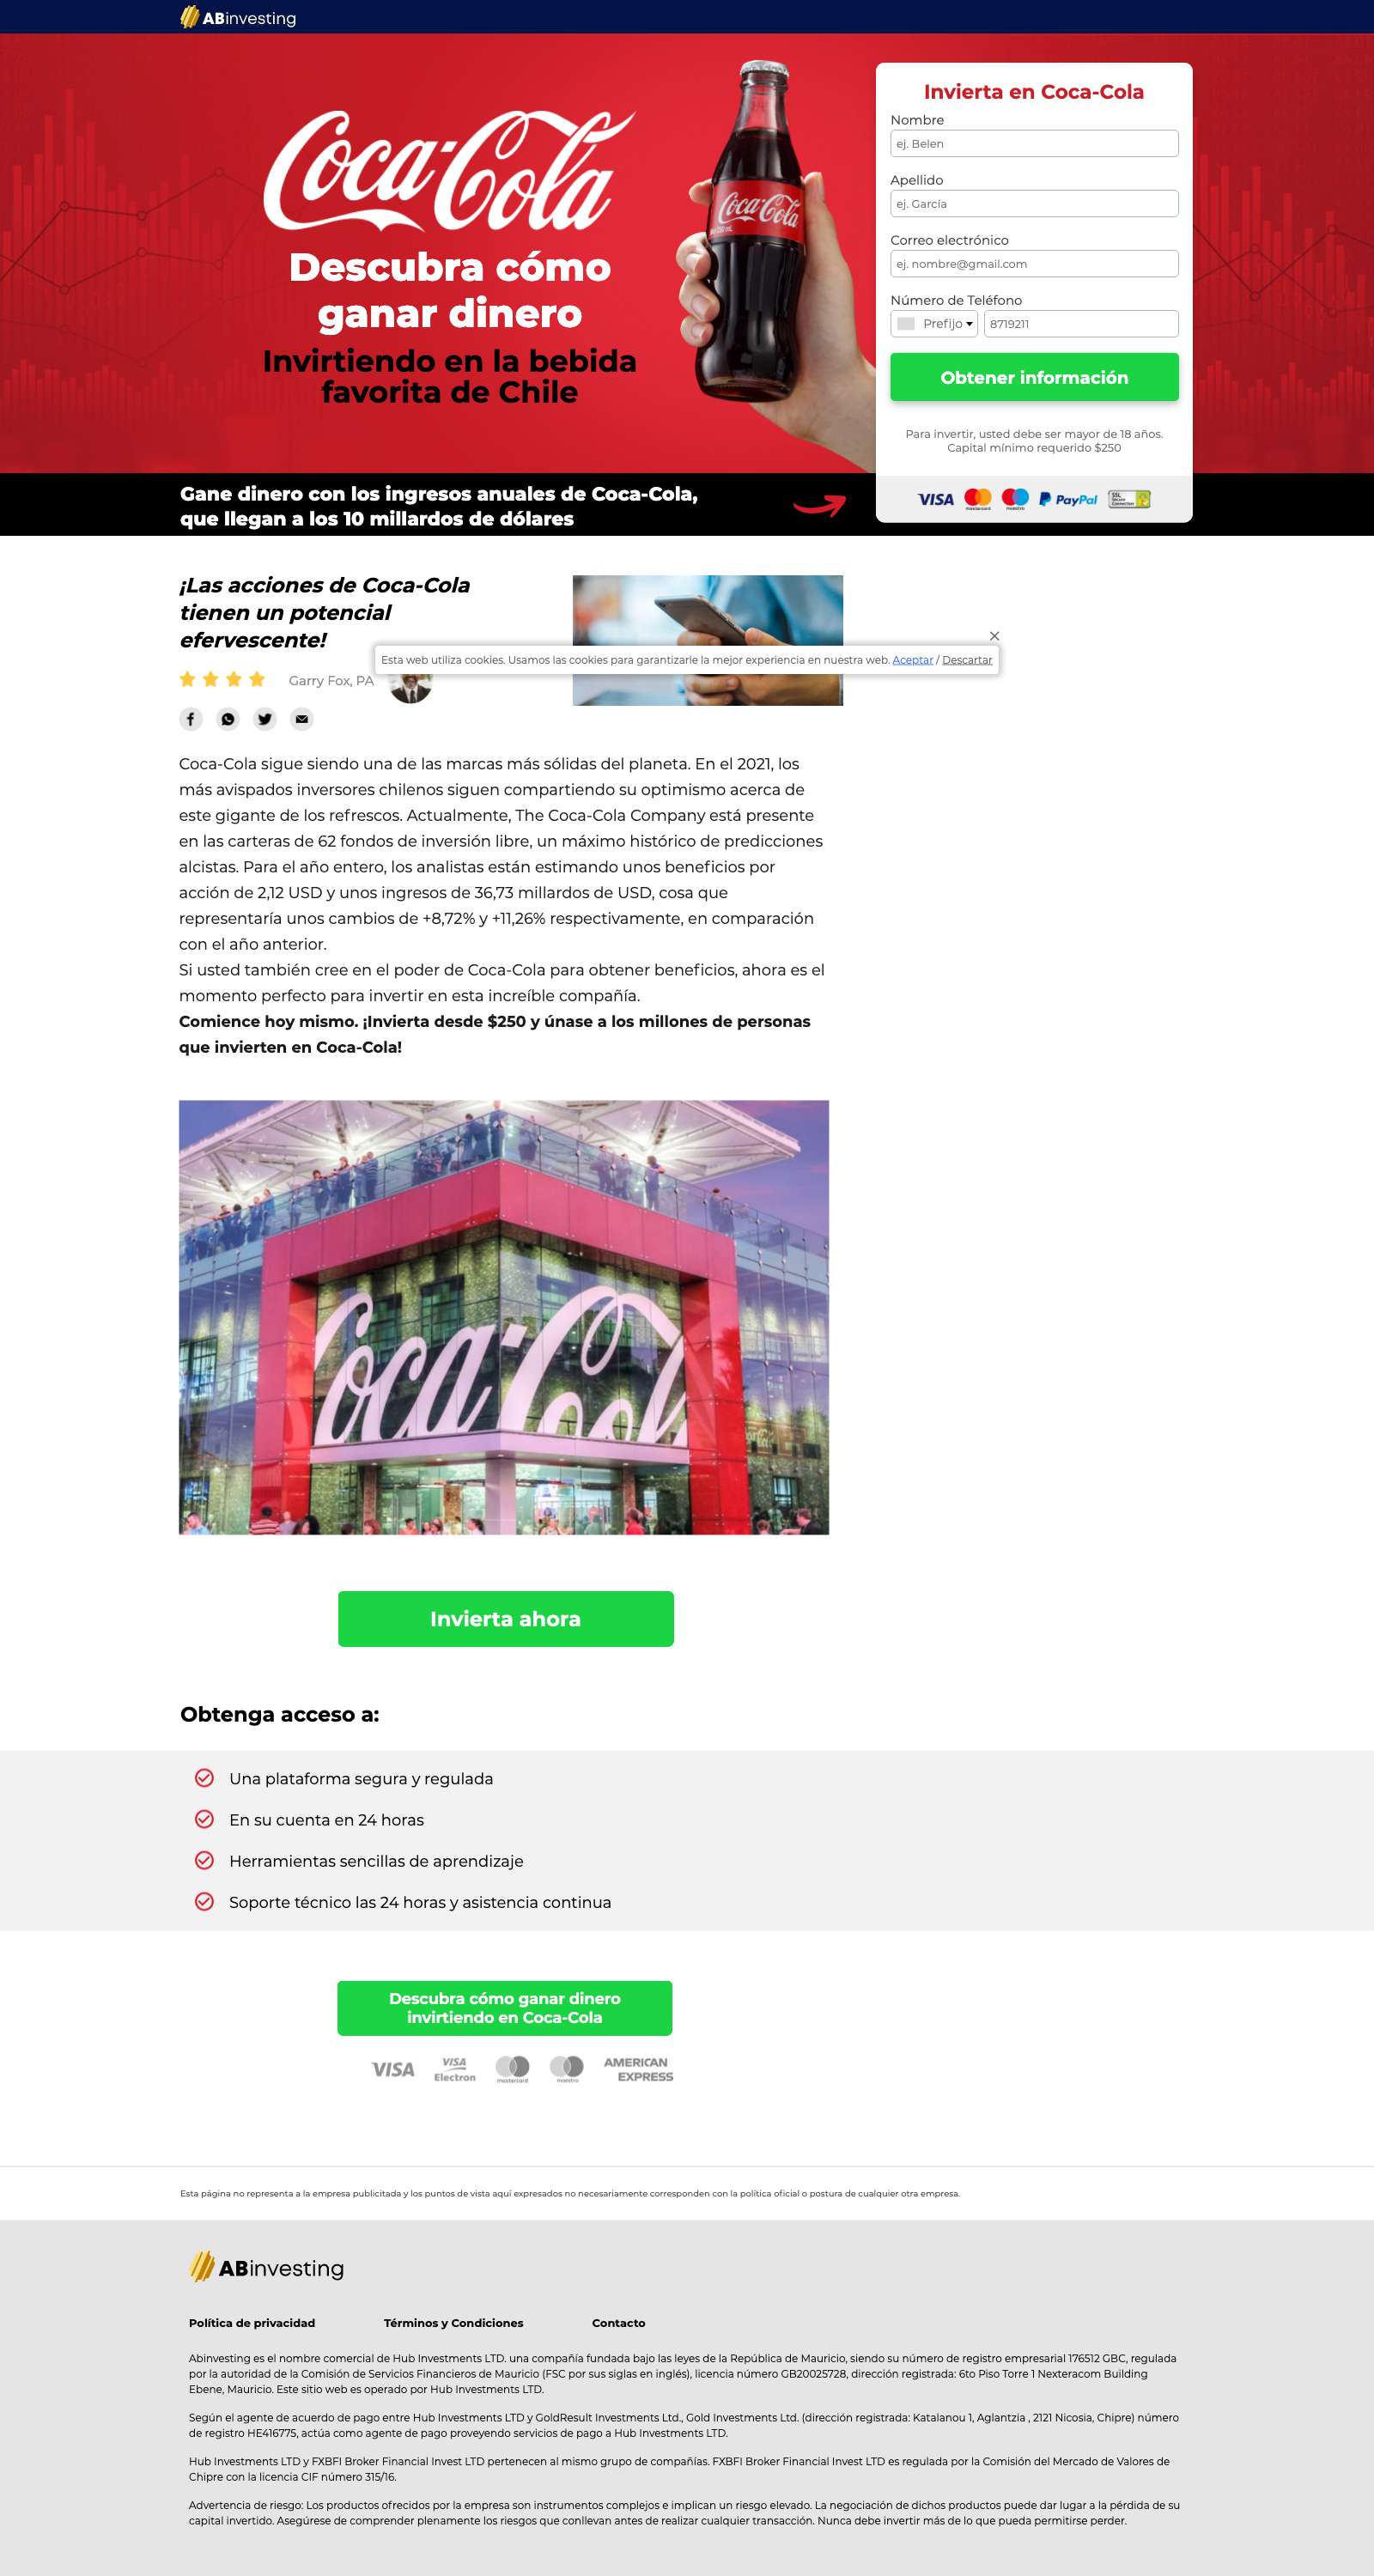 ABinvesting
Coca-Cola
Coca-Cola
Descubra cómo
ganar dinero
Invirtiendo en la bebida
favorita de Chile
Invierta en Coca-Cola
Nombre
ej. Belen
Apellido
ej. García
Correo electrónico
ej. nombre@gmail.com
Número de Teléfono
Prefijo
8719211
Obtener información
Para invertir, usted debe ser mayor de 18 años.
Capital mínimo requerido $250
VISA mastercard maestro PayPal
Gane dinero con los ingresos anuales de Coca-Cola,
que llegan a los 10 millardos de dólares
¡Las acciones de Coca-Cola
tienen un potencial
efervescente!
Esta web utiliza cookies. Usamos las cookies para garantizarle la mejor experiencia en nuestra web. Aceptar / Descartar
Garry Fox, PA
Coca-Cola sigue siendo una de las marcas más sólidas del planeta. En el 2021, los
más avispados inversores chilenos siguen compartiendo su optimismo acerca de
este gigante de los refrescos. Actualmente, The Coca-Cola Company está presente
en las carteras de 62 fondos de inversión libre, un máximo histórico de predicciones
alcistas. Para el año entero, los analistas están estimando unos beneficios por
acción de 2,12 USD y unos ingresos de 36,73 millardos de USD, cosa que
representaría unos cambios de +8,72% y +11,26% respectivamente, en comparación
con el año anterior.
Si usted también cree en el poder de Coca-Cola para obtener beneficios, ahora es el
momento perfecto para invertir en esta increíble compañía.
Comience hoy mismo. ¡Invierta desde $250 y únase a los millones de personas
que invierten en Coca-Cola!
Coca-Co
Invierta ahora
Obtenga acceso a:
Una plataforma segura y regulada
En su cuenta en 24 horas
Herramientas sencillas de aprendizaje
Soporte técnico las 24 horas y asistencia continua
Descubra cómo ganar dinero
invirtiendo en Coca-Cola
VISA VISA Electron mastercard maestro AMERICAN EXPRESS
Esta página no representa a la empresa publicitada y los puntos de vista aquí expresados no necesariamente corresponden con la política oficial o postura de cualquier otra empresa.
ABinvesting
Política de privacidad Términos y Condiciones Contacto
Abinvesting es el nombre comercial de Hub Investments LTD. una compañía fundada bajo las leyes de la República de Mauricio, siendo su número de registro empresarial 176512 GBC, regulada
por la autoridad de la Comisión de Servicios Financieros de Mauricio (FSC por sus siglas en inglés), licencia número GB20025728, dirección registrada: 6to Piso Torre 1 Nexteracom Building
Ebene, Mauricio. Este sitio web es operado por Hub Investments LTD.
Según el agente de acuerdo de pago entre Hub Investments LTD y GoldResult Investments Ltd., Gold Investments Ltd. (dirección registrada: Katalanou 1, Aglantzia , 2121 Nicosia, Chipre) número
de registro HE416775, actúa como agente de pago proveyendo servicios de pago a Hub Investments LTD.
Hub Investments LTD y FXBFI Broker Financial Invest LTD pertenecen al mismo grupo de compañías. FXBFI Broker Financial Invest LTD es regulada por la Comisión del Mercado de Valores de
Chipre con la licencia CIF número 315/16.
Advertencia de riesgo: Los productos ofrecidos por la empresa son instrumentos complejos e implican un riesgo elevado. La negociación de dichos productos puede dar lugar a la pérdida de su
capital invertido. Asegúrese de comprender plenamente los riesgos que conllevan antes de realizar cualquier transacción. Nunca debe invertir más de lo que pueda permitirse perder.